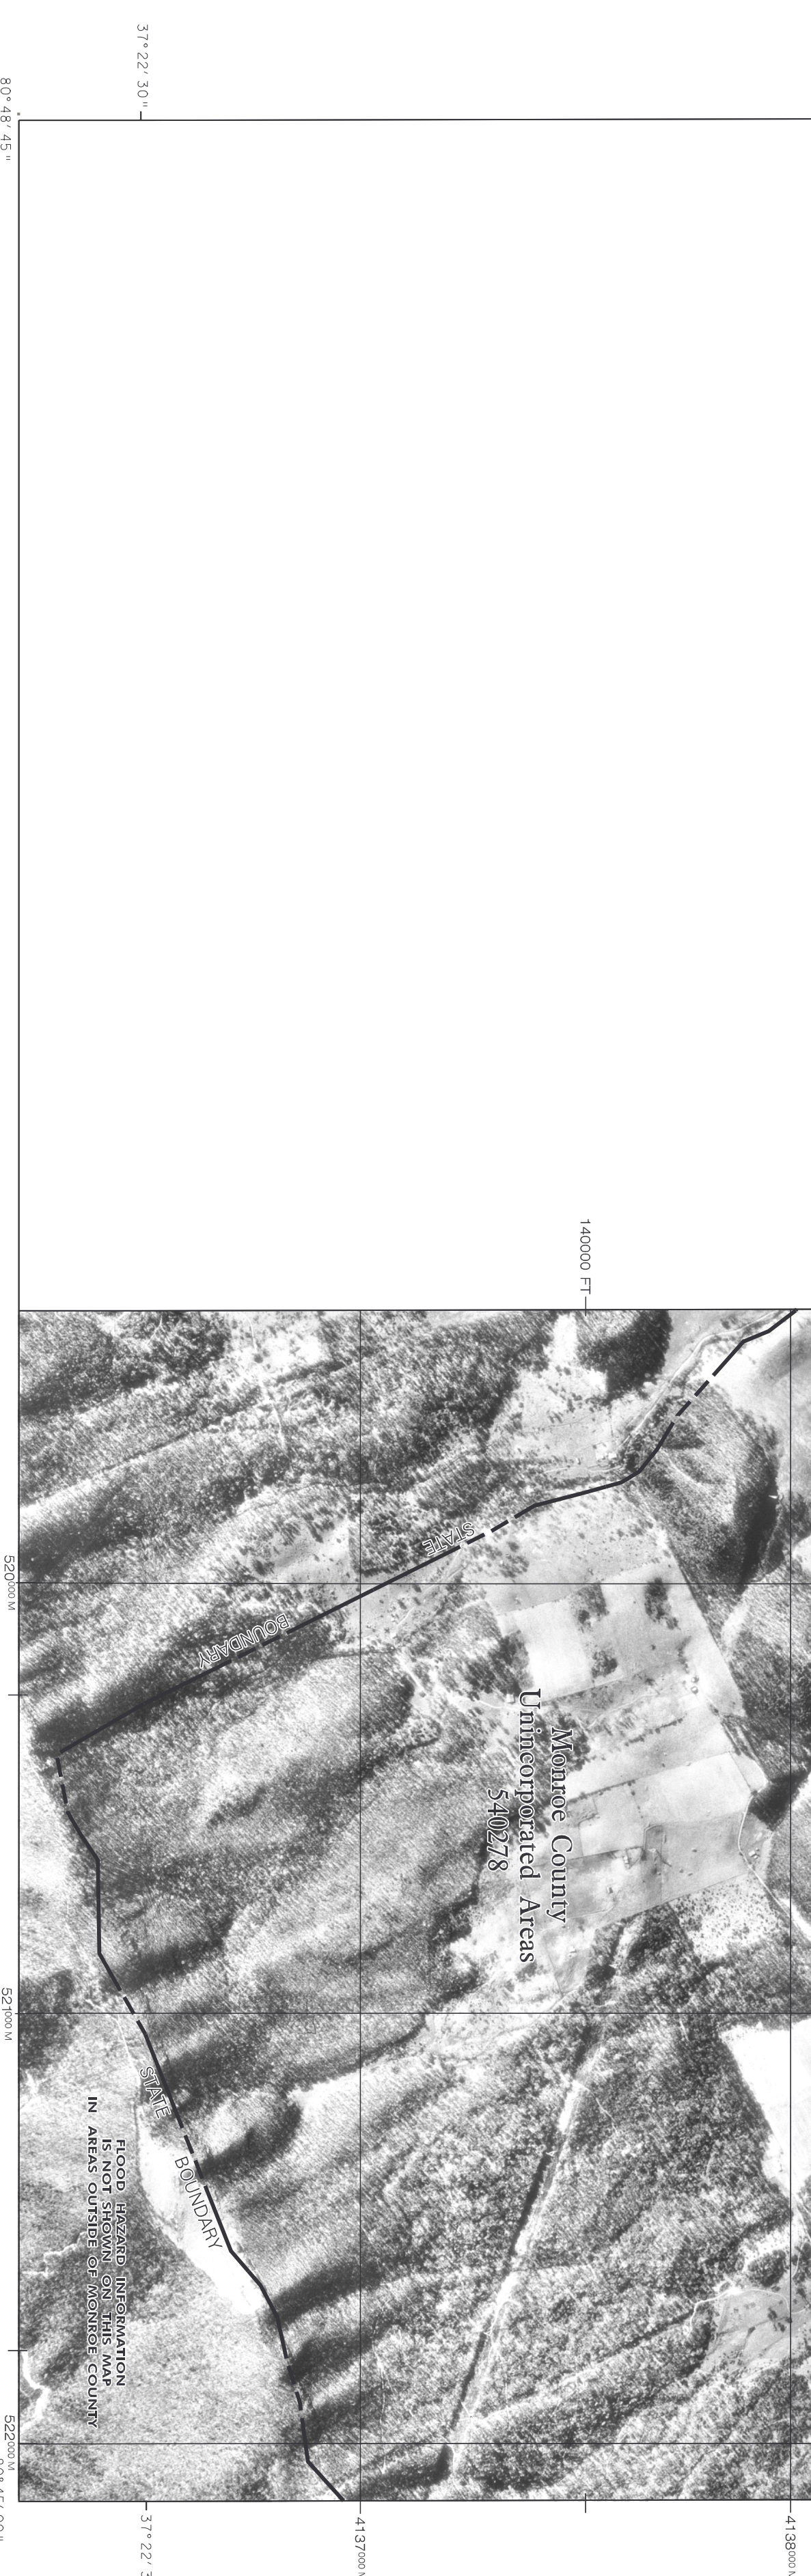 37° 22' 30"
80° 48' 45"
140000 FT
STATE
BOUNDARY
Monroe County
Unincorporated Areas
540278
STATE
BOUNDARY
FLOOD HAZARD INFORMATION
IS NOT SHOWN ON THIS MAP
IN AREAS OUTSIDE OF MONROE COUNTY
520000 M
521000 M
522000 M
37° 22' 3
4137000 M
4138000 M